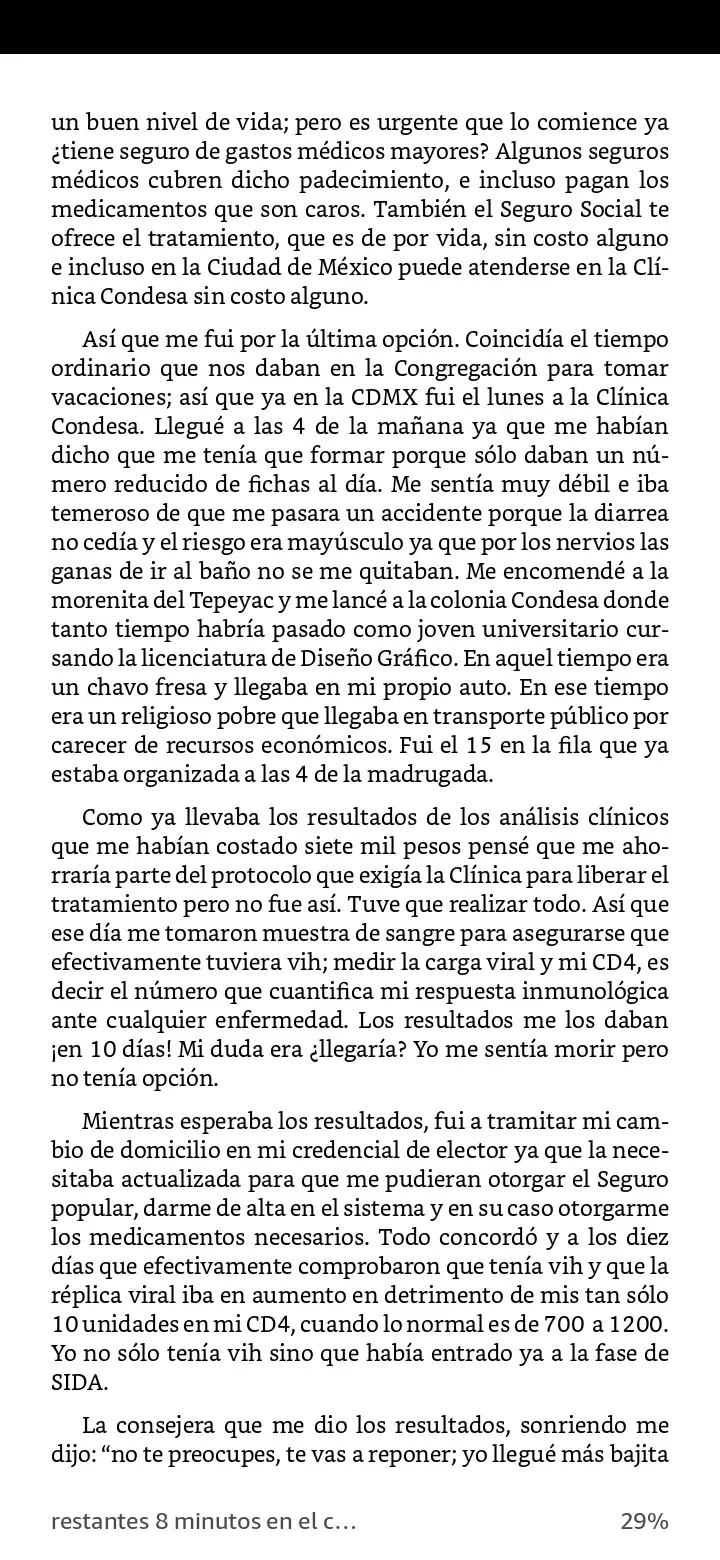 un buen nivel de vida; pero es urgente que lo comience ya
¿tiene seguro de gastos médicos mayores? Algunos seguros
médicos cubren dicho padecimiento, e incluso pagan los
medicamentos que son caros. También el Seguro Social te
ofrece el tratamiento, que es de por vida, sin costo alguno
e incluso en la Ciudad de México puede atenderse en la Clí-
nica Condesa sin costo alguno.
Así que me fui por la última opción. Coincidía el tiempo
ordinario que nos daban en la Congregación para tomar
vacaciones; así que ya en la CDMX fui el lunes a la Clínica
Condesa. Llegué a las 4 de la mañana ya que me habían
dicho que me tenía que formar porque sólo daban un nú-
mero reducido de fichas al día. Me sentía muy débil e iba
temeroso de que me pasara un accidente porque la diarrea
no cedía y el riesgo era mayúsculo ya que por los nervios las
ganas de ir al baño no se me quitaban. Me encomendé a la
morenita del Tepeyac y me lancé a la colonia Condesa donde
tanto tiempo habría pasado como joven universitario cur-
sando la licenciatura de Diseño Gráfico. En aquel tiempo era
un chavo fresa y llegaba en mi propio auto. En ese tiempo
era un religioso pobre que llegaba en transporte público por
carecer de recursos económicos. Fui el 15 en la fila que ya
estaba organizada a las 4 de la madrugada.
Como ya llevaba los resultados de los análisis clínicos
que me habían costado siete mil pesos pensé que me aho-
rraría parte del protocolo que exigía la Clínica para liberar el
tratamiento pero no fue así. Tuve que realizar todo. Así que
ese día me tomaron muestra de sangre para asegurarse que
efectivamente tuviera vih; medir la carga viral y mi CD4, es
decir el número que cuantifica mi respuesta inmunológica
ante cualquier enfermedad. Los resultados me los daban
¡en 10 días! Mi duda era ¿llegaría? Yo me sentía morir pero
no tenía opción.
Mientras esperaba los resultados, fui a tramitar mi cam-
bio de domicilio en mi credencial de elector ya que la nece-
sitaba actualizada para que me pudieran otorgar el Seguro
popular, darme de alta en el sistema y en su caso otorgarme
los medicamentos necesarios. Todo concordó y a los diez
días que efectivamente comprobaron que tenía vih y que la
réplica viral iba en aumento en detrimento de mis tan sólo
10 unidades en mi CD4, cuando lo normal es de 700 a 1200.
Yo no sólo tenía vih sino que había entrado ya a la fase de
SIDA.
La consejera que me dio los resultados, sonriendo me
dijo: “no te preocupes, te vas a reponer; yo llegué más bajita
restantes 8 minutos en el c…
29%